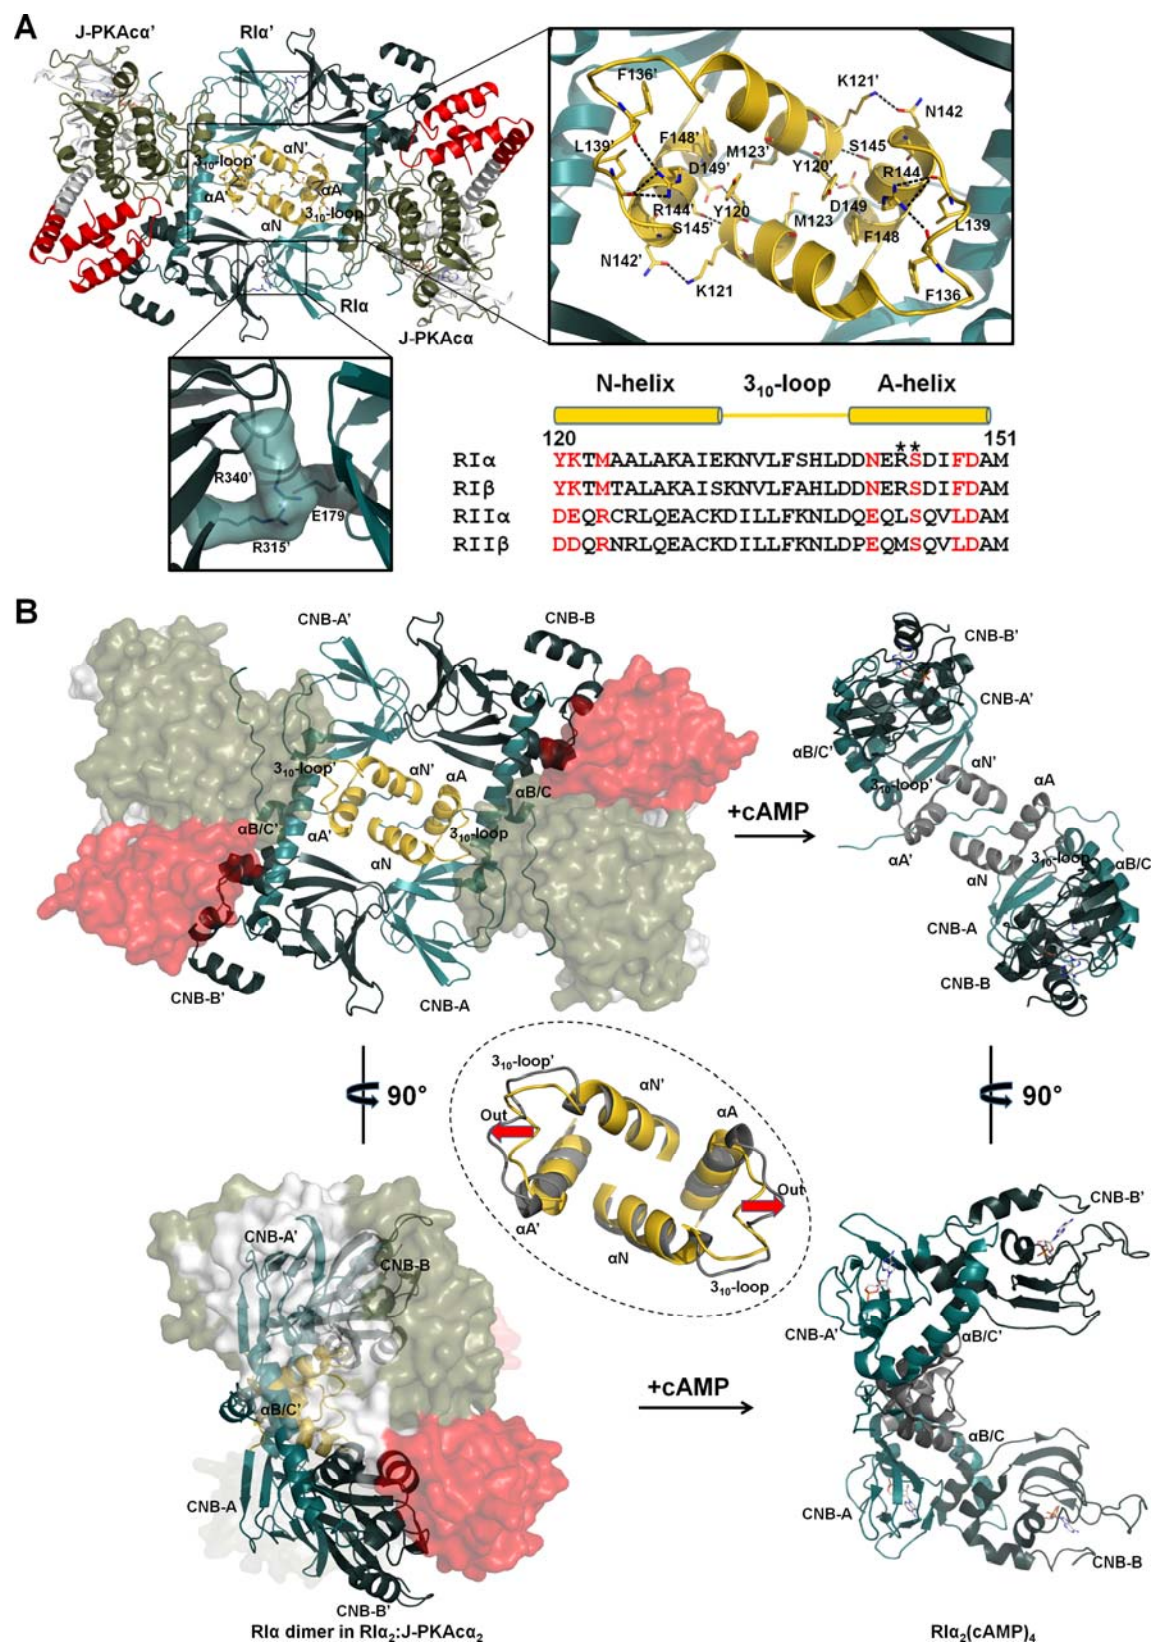 A
J-PKAcα’
RIα’
3₁₀-loop’
αN’
αA’
αA
αN
3₁₀-loop
RIα
J-PKAcα
F136’
K121’
N142
L139’
F148’
M123’
S145
D149’
Y120’
R144
R144’
Y120
D149
S145’
M123
L139
F148
N142’
K121
F136
R340’
E179
R315’
N-helix 3₁₀-loop A-helix
120 151
**
RIα YKTMAALAKAIEKNVLFSHLDDNERSDIFDAM
RIβ YKTMTALAKAISKNVLFAHLDDNERSDIFDAM
RIIα DEQRCRLQEACKDILLFKNLDQEQLSQVLDAM
RIIβ DDQRNRLQEACKDILLFKNLDPEQMSQVLDAM
B
CNB-A’
CNB-B
3₁₀-loop’
αN’
αA
αB/C
αB/C’
αA’
3₁₀-loop
αN
CNB-B’
CNB-A
+cAMP
CNB-B’
CNB-A’
αB/C’
αN’
3₁₀-loop’
αA
αA’
αN
3₁₀-loop
αB/C
CNB-A
CNB-B
90°
3₁₀-loop’
αN’
Out
αA
αA’
Out
αN
3₁₀-loop
90°
CNB-A’
CNB-B
αB/C’
CNB-A
CNB-B’
+cAMP
CNB-B’
CNB-A’
αB/C’
αB/C
CNB-A
CNB-B
RIα dimer in RIα₂:J-PKAcα₂
RIα₂(cAMP)₄